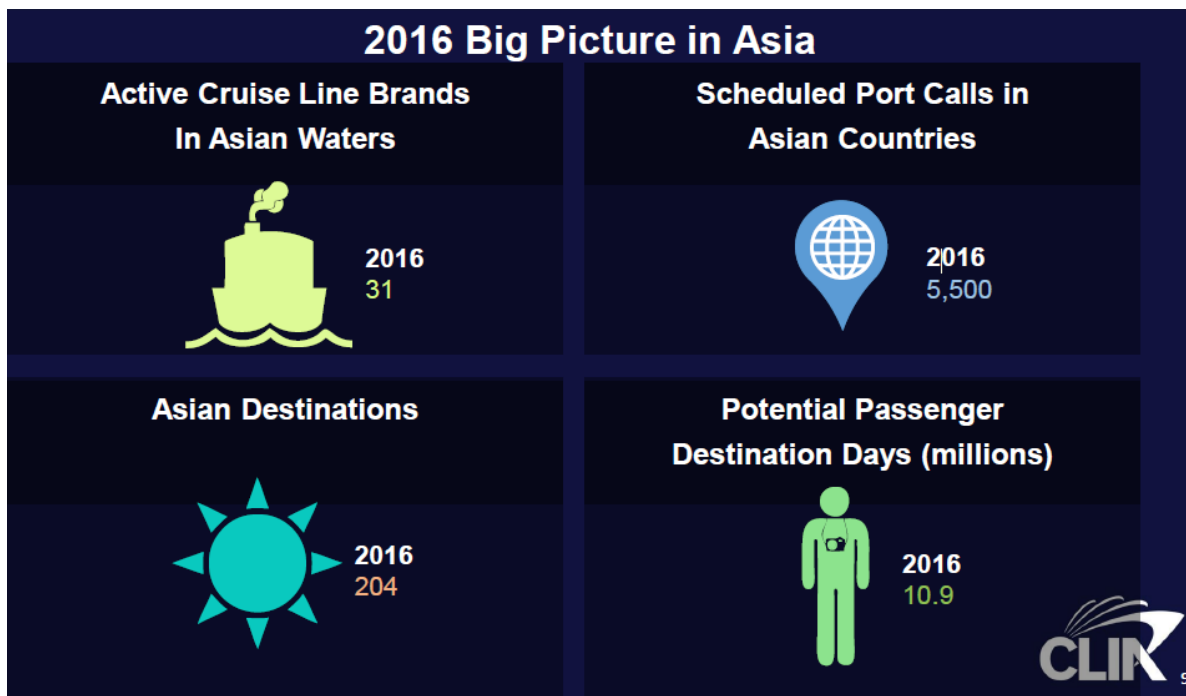 2016 Big Picture in Asia
Active Cruise Line Brands
In Asian Waters
2016
31
Scheduled Port Calls in
Asian Countries
2016
5,500
Asian Destinations
2016
204
Potential Passenger
Destination Days (millions)
2016
10.9
CLIA